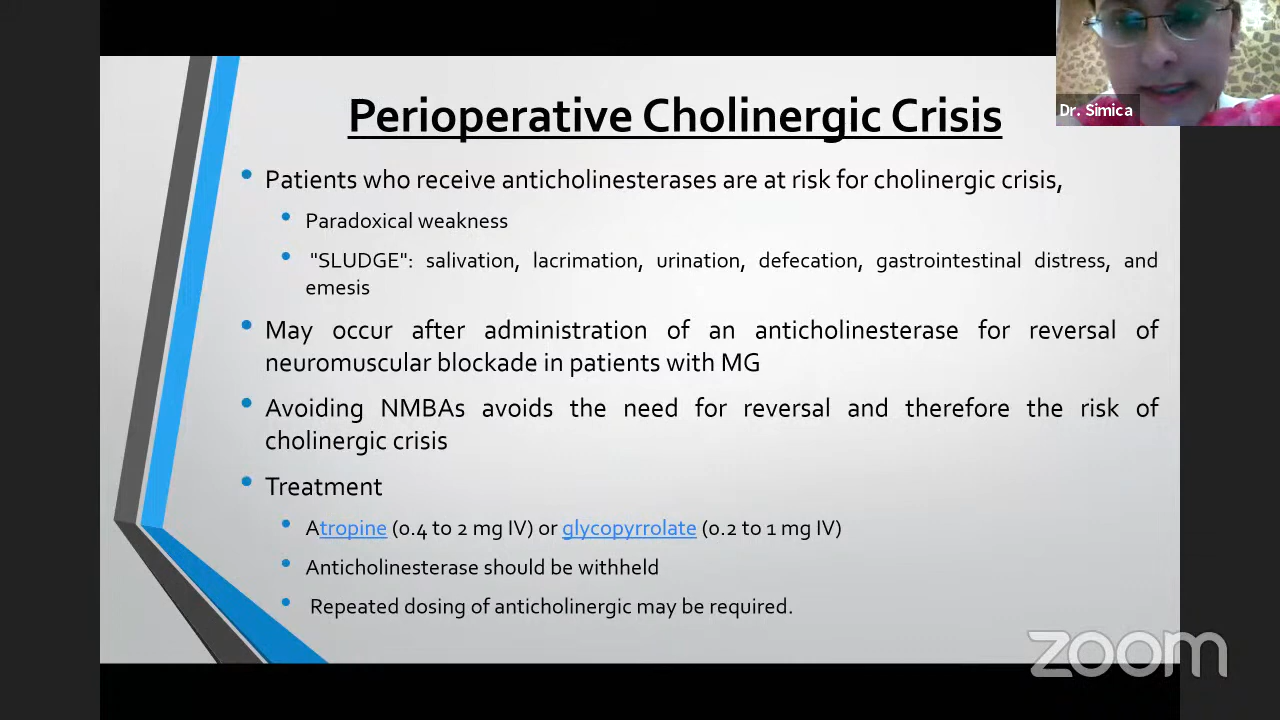 Perioperative Cholinergic Crisis
Dr. Simica
• Patients who receive anticholinesterases are at risk for cholinergic crisis,
• Paradoxical weakness
• "SLUDGE": salivation, lacrimation, urination, defecation, gastrointestinal distress, and
emesis
• May occur after administration of an anticholinesterase for reversal of
neuromuscular blockade in patients with MG
• Avoiding NMBAs avoids the need for reversal and therefore the risk of
cholinergic crisis
• Treatment
• Atropine (0.4 to 2 mg IV) or glycopyrrolate (0.2 to 1 mg IV)
• Anticholinesterase should be withheld
• Repeated dosing of anticholinergic may be required.
zoom